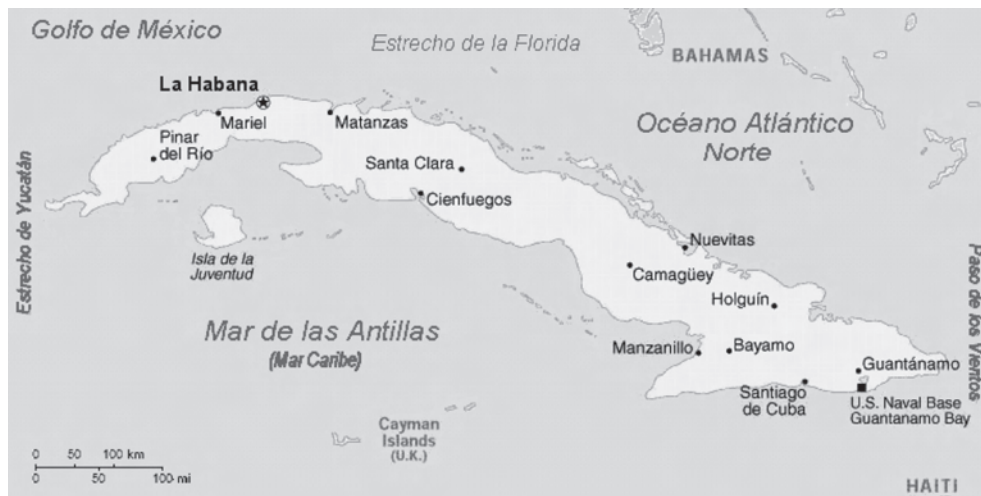 Golfo de México
Estrecho de la Florida
BAHAMAS
La Habana
Mariel
Matanzas
Océano Atlántico
Norte
Pinar
del Río
Santa Clara
Cienfuegos
Estrecho de Yucatán
Isla de la
Juventud
Nuevitas
Camagüey
Holguín
Paso de los Vientos
Mar de las Antillas
(Mar Caribe)
Manzanillo
Bayamo
Guantánamo
Santiago
de Cuba
U.S. Naval Base
Guantanamo Bay
Cayman
Islands
(U.K.)
0 50 100 km
0 50 100 mi
HAITI